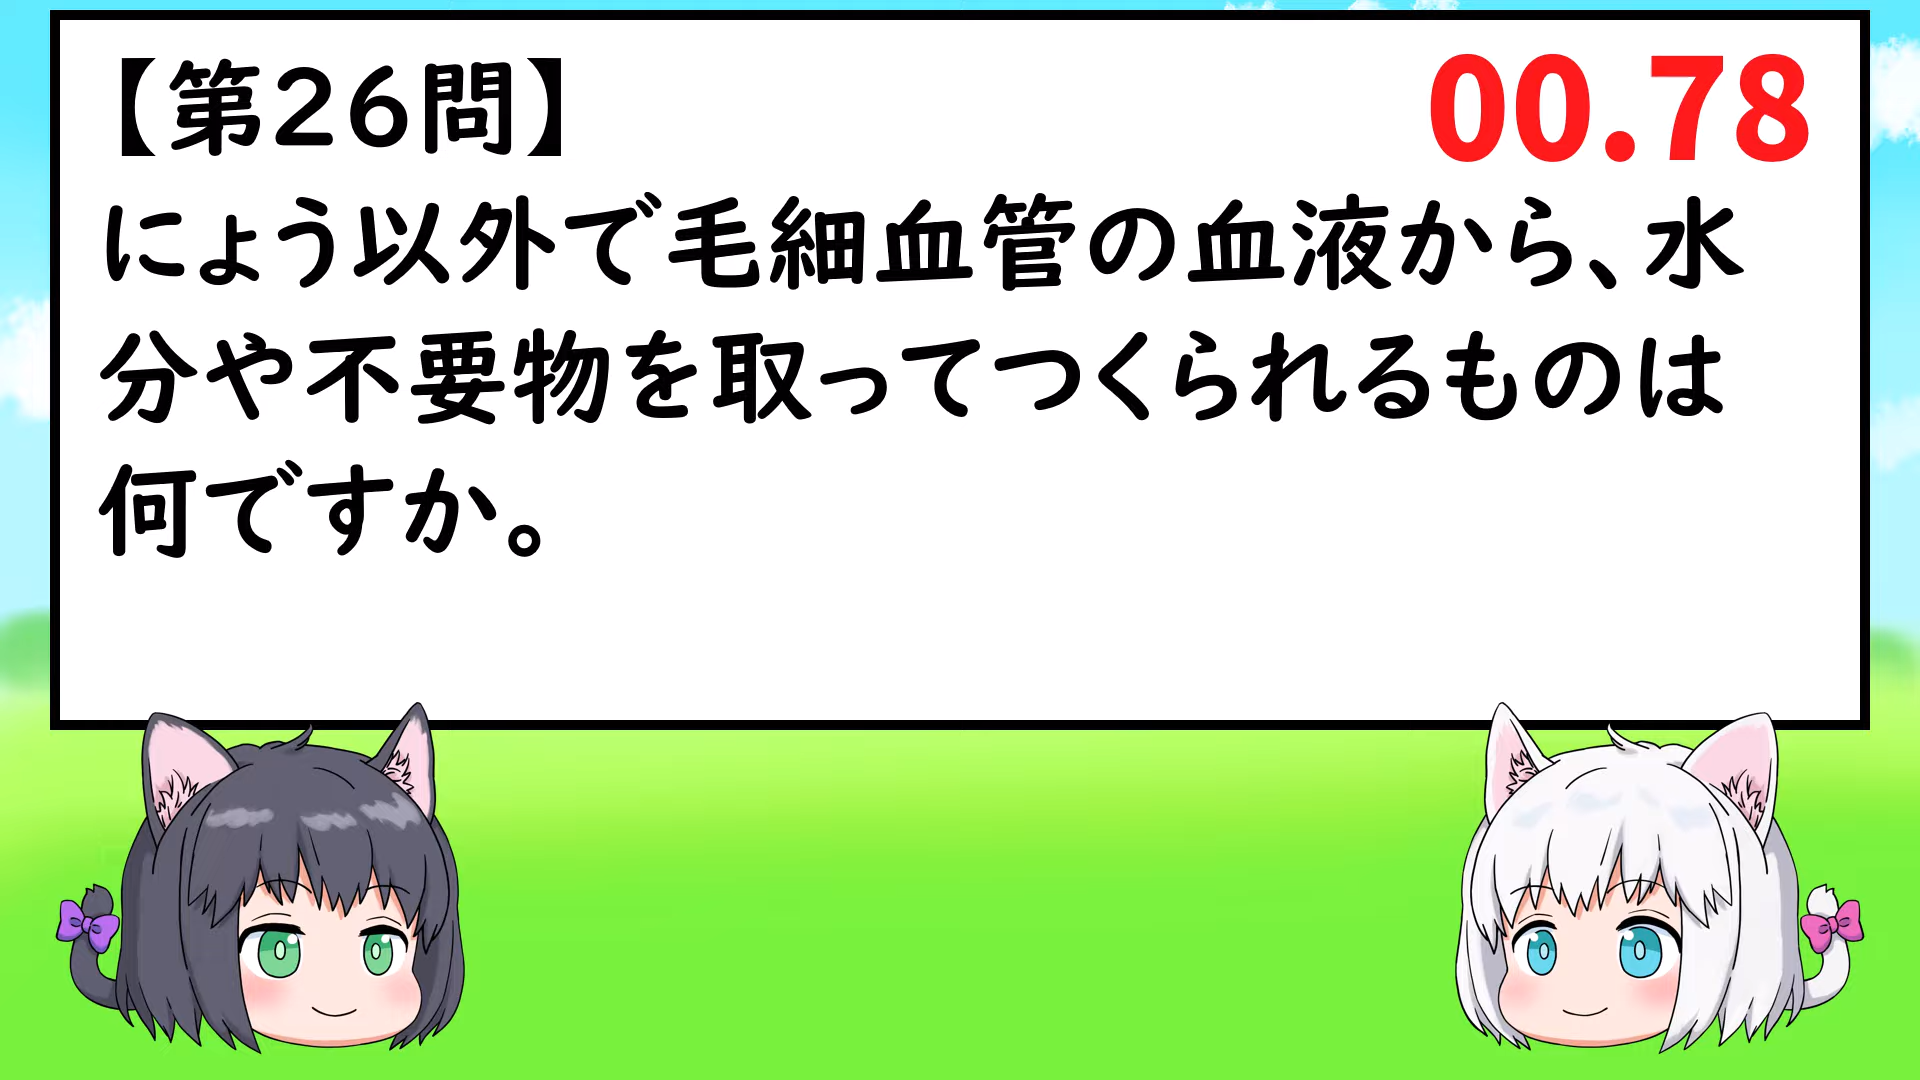 【第26問】
00.78
にょう以外で毛細血管の血液から、水
分や不要物を取ってつくられるものは
何ですか。